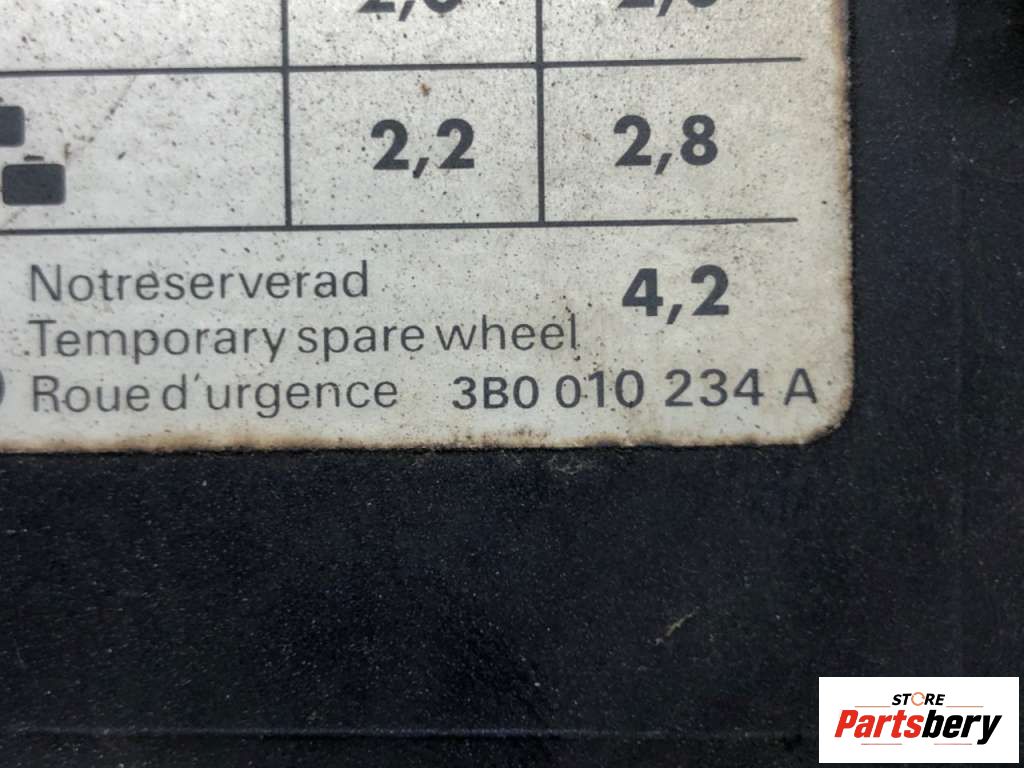 2,2 2,8
Notreserverad
Temporary spare wheel 4,2
Roue d'urgence 3B0 010 234 A
STORE
Partsbery